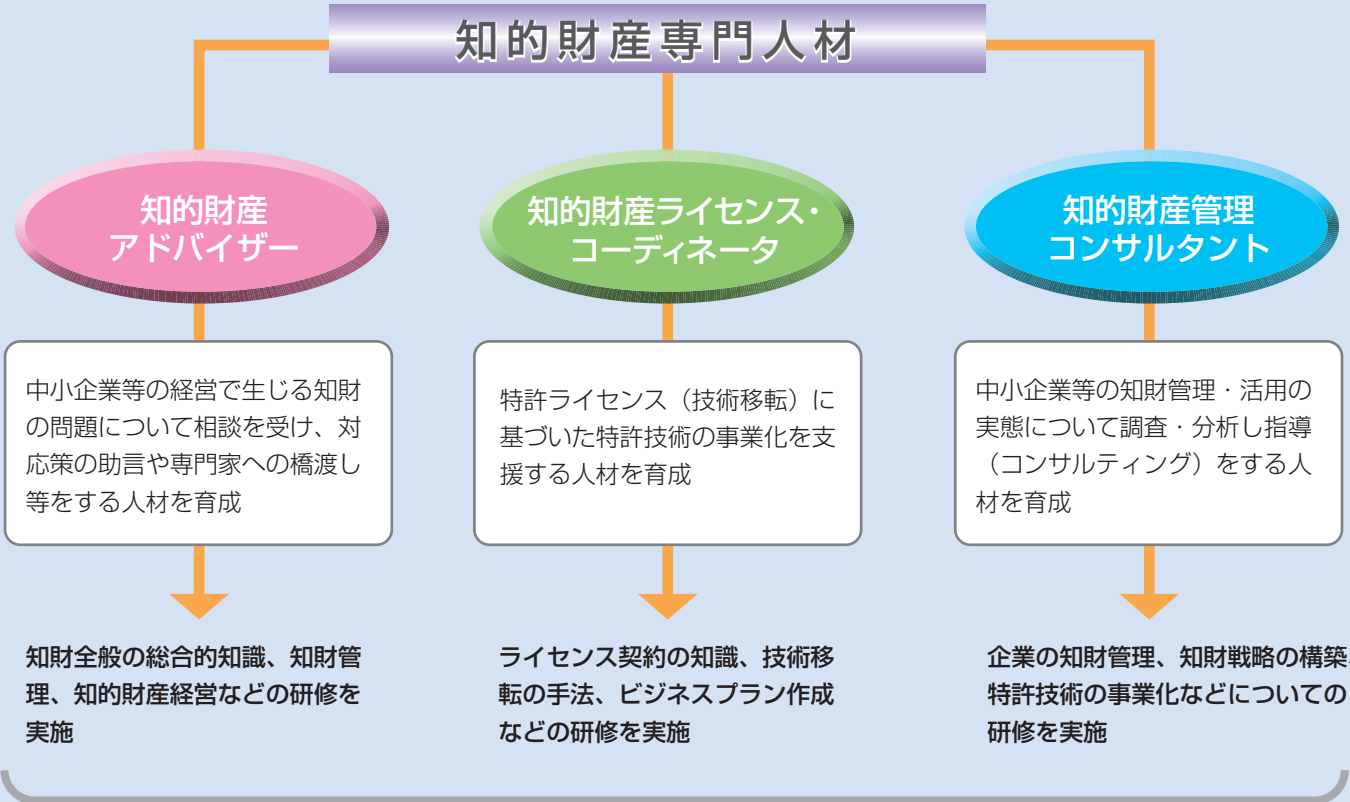 知的財産専門人材
知的財産
アドバイザー
中小企業等の経営で生じる知財
の問題について相談を受け、対
応策の助言や専門家への橋渡し
等をする人材を育成
知財全般の総合的知識、知財管
理、知的財産経営などの研修を
実施
知的財産ライセンス・
コーディネータ
特許ライセンス（技術移転）に
基づいた特許技術の事業化を支
援する人材を育成
ライセンス契約の知識、技術移
転の手法、ビジネスプラン作成
などの研修を実施
知的財産管理
コンサルタント
中小企業等の知財管理・活用の
実態について調査・分析し指導
（コンサルティング）をする人
材を育成
企業の知財管理、知財戦略の構築、
特許技術の事業化などについての
研修を実施